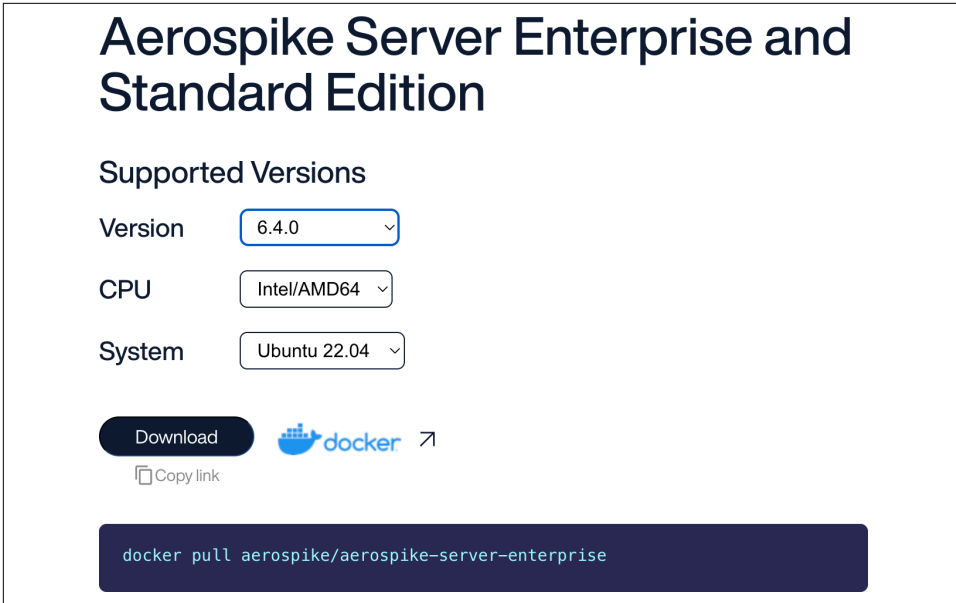 Aerospike Server Enterprise and
Standard Edition
Supported Versions
Version 6.4.0
CPU Intel/AMD64
System Ubuntu 22.04
Download docker
Copy link
docker pull aerospike/aerospike-server-enterprise